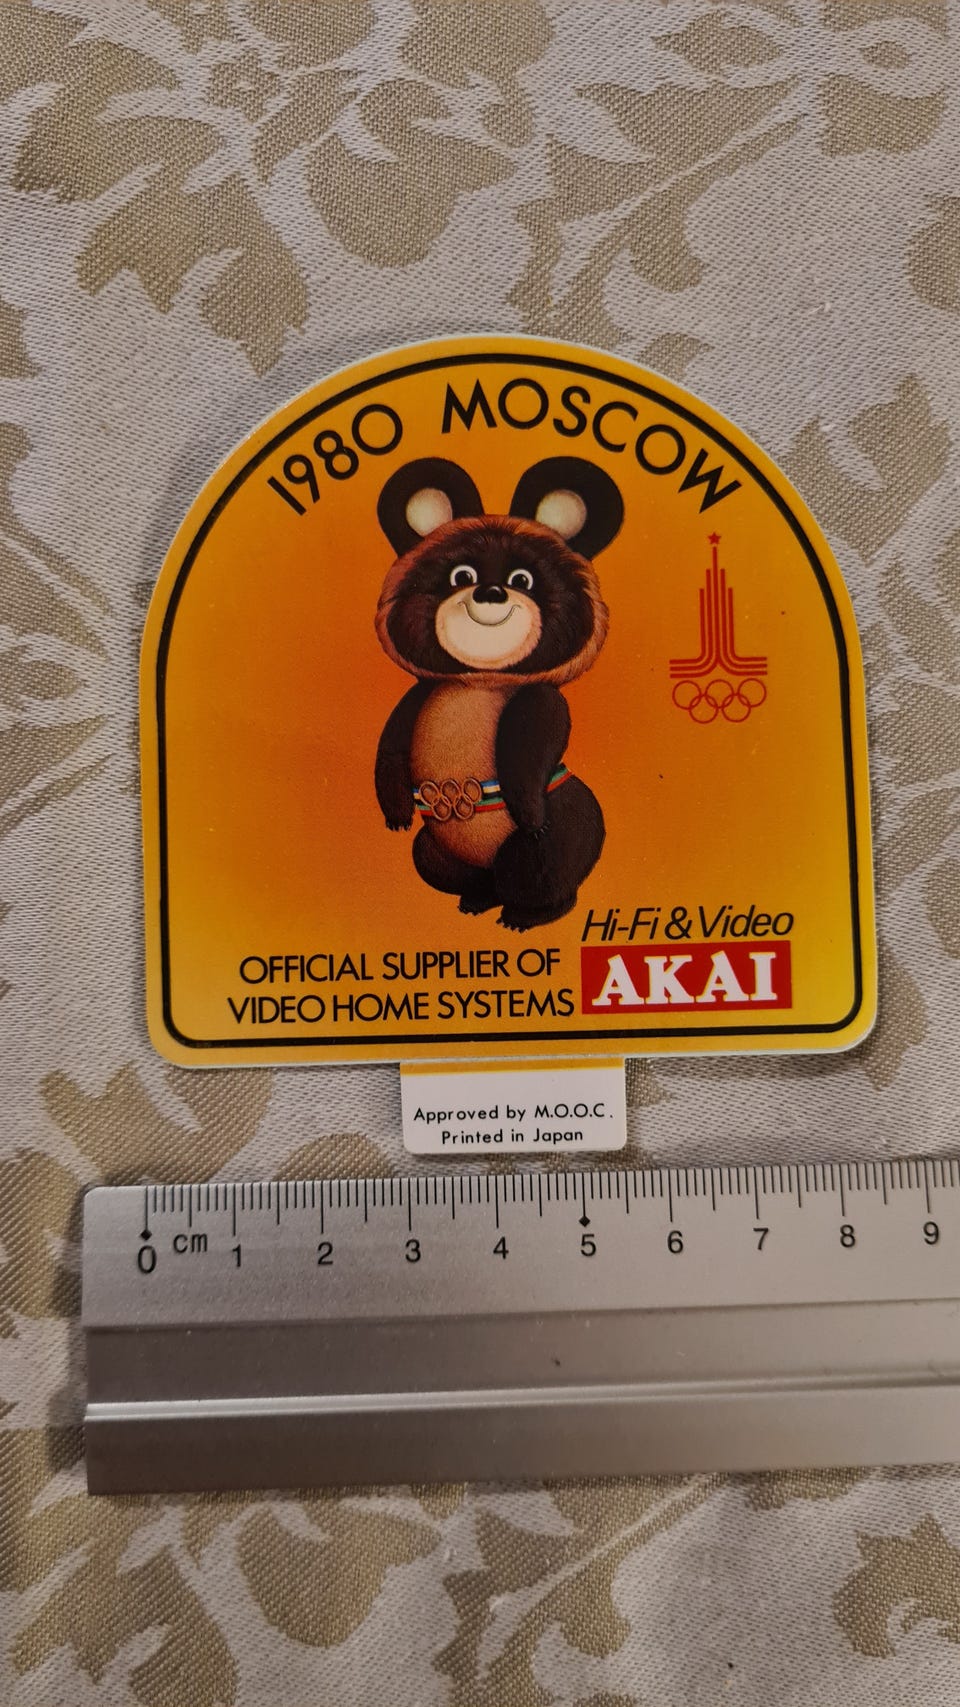 1980 MOSCOW
Hi-Fi & Video
OFFICIAL SUPPLIER OF
VIDEO HOME SYSTEMS AKAI
Approved by M.O.O.C.
Printed in Japan
0 cm 1 2 3 4 5 6 7 8 9